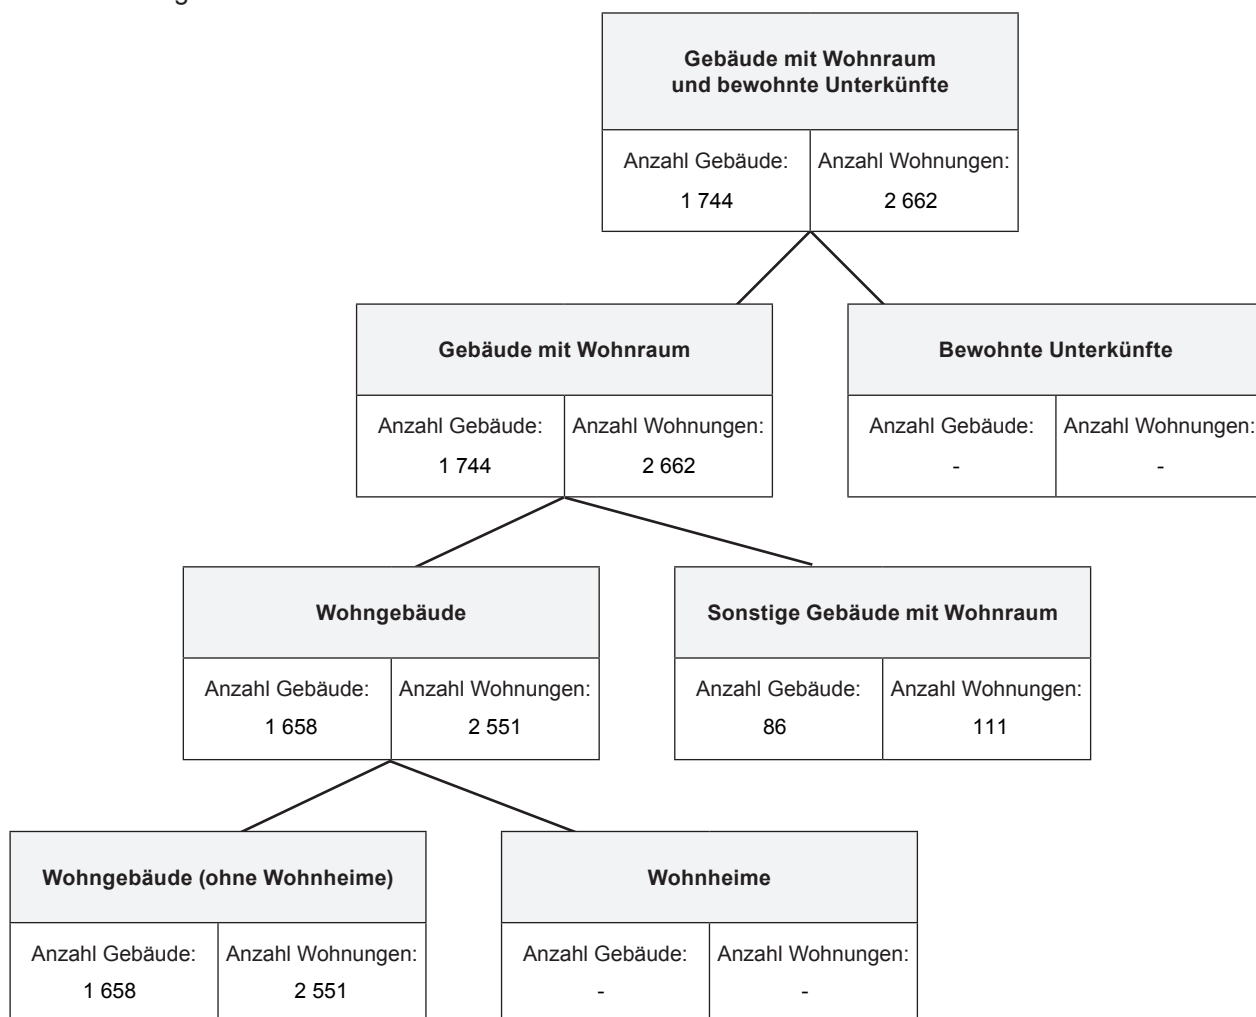 Gebäude mit Wohnraum
und bewohnte Unterkünfte
Anzahl Gebäude: Anzahl Wohnungen:
1 744 2 662
Gebäude mit Wohnraum
Anzahl Gebäude: Anzahl Wohnungen:
1 744 2 662
Bewohnte Unterkünfte
Anzahl Gebäude: Anzahl Wohnungen:
- -
Wohngebäude
Anzahl Gebäude: Anzahl Wohnungen:
1 658 2 551
Sonstige Gebäude mit Wohnraum
Anzahl Gebäude: Anzahl Wohnungen:
86 111
Wohngebäude (ohne Wohnheime)
Anzahl Gebäude: Anzahl Wohnungen:
1 658 2 551
Wohnheime
Anzahl Gebäude: Anzahl Wohnungen:
- -